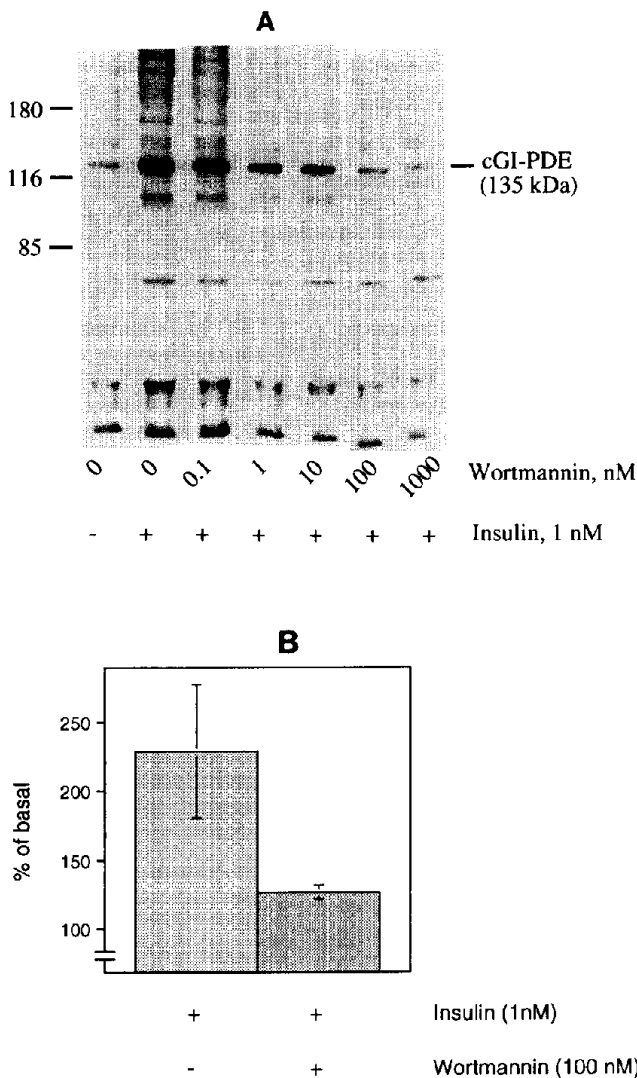 A
180
116
85
cGI-PDE
(135 kDa)
0 0 0.1 1 10 100 1000 Wortmannin, nM
- + + + + + + Insulin, 1 nM
B
% of basal
250
200
150
100
+ + Insulin (1nM)
- + Wortmannin (100 nM)